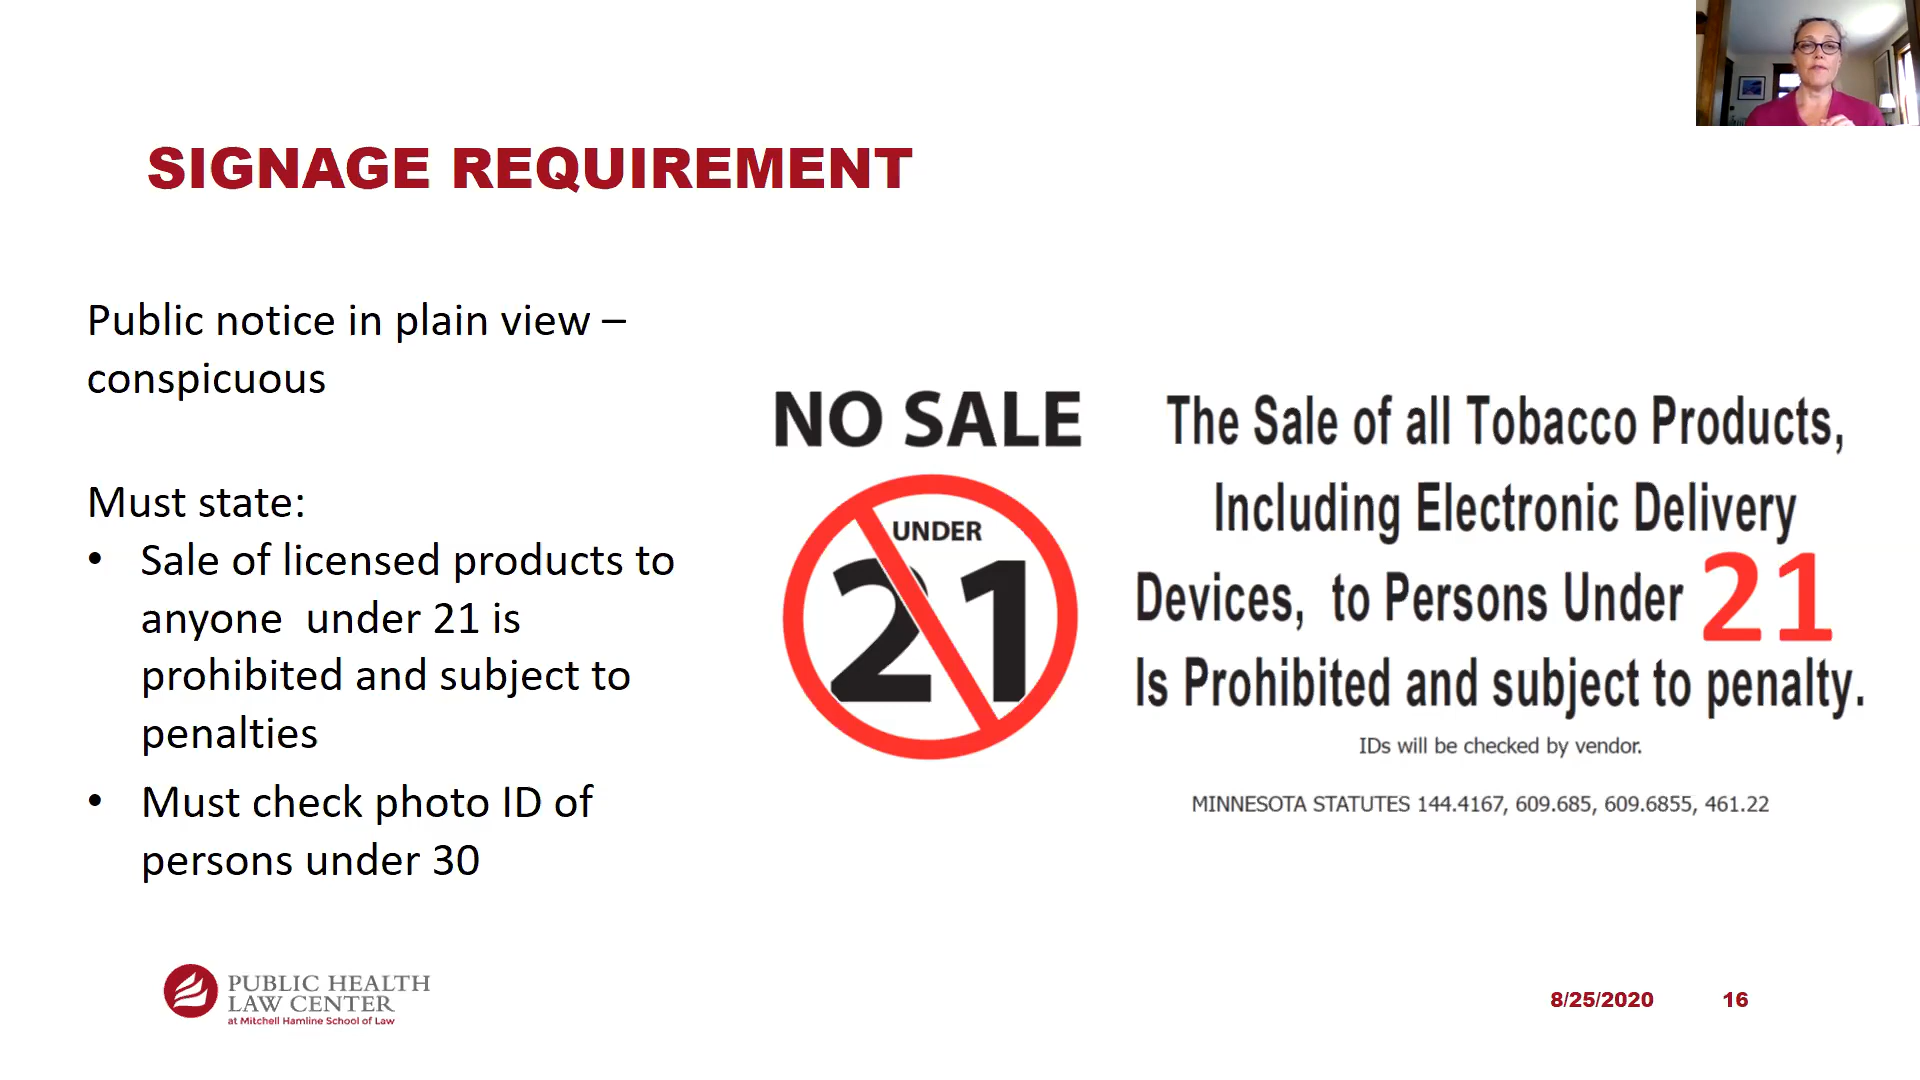 SIGNAGE REQUIREMENT
Public notice in plain view –
conspicuous
Must state:
• Sale of licensed products to
anyone under 21 is
prohibited and subject to
penalties
• Must check photo ID of
persons under 30
NO SALE
UNDER
21
The Sale of all Tobacco Products,
Including Electronic Delivery
Devices, to Persons Under 21
Is Prohibited and subject to penalty.
IDs will be checked by vendor.
MINNESOTA STATUTES 144.4167, 609.685, 609.6855, 461.22
PUBLIC HEALTH
LAW CENTER
at Mitchell Hamline School of Law
8/25/2020 16